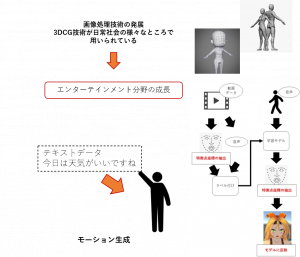 画像処理技術の発展
3DCG技術が日常社会の様々なところで
用いられている
エンターテインメント分野の成長
テキストデータ
今日は天気がいいですね
モーション生成
動画
データ
音声
特徴点座標の抽出
ラベル付け
音声
学習モデル
特徴点座標の抽出
モデルに反映